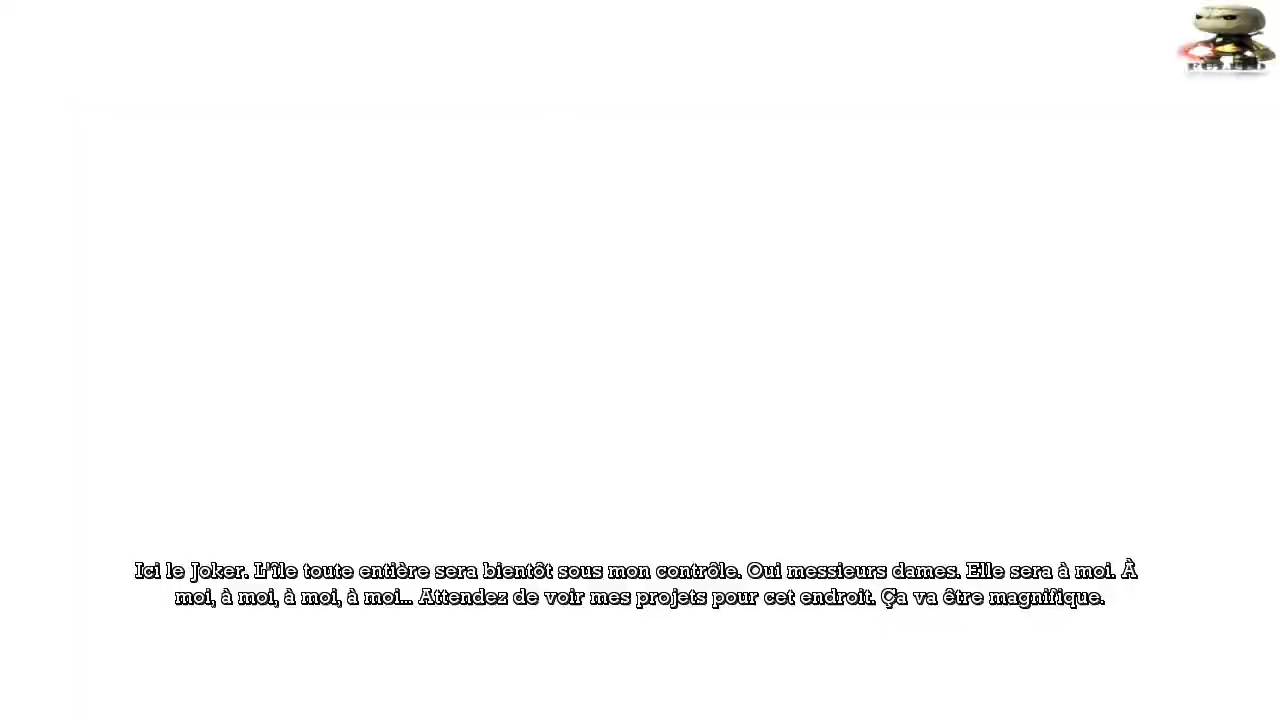 Ici le Joker. L'île toute entière sera bientôt sous mon contrôle. Oui messieurs dames. Elle sera à moi. À
moi, à moi, à moi, à moi... Attendez de voir mes projets pour cet endroit. Ça va être magnifique.